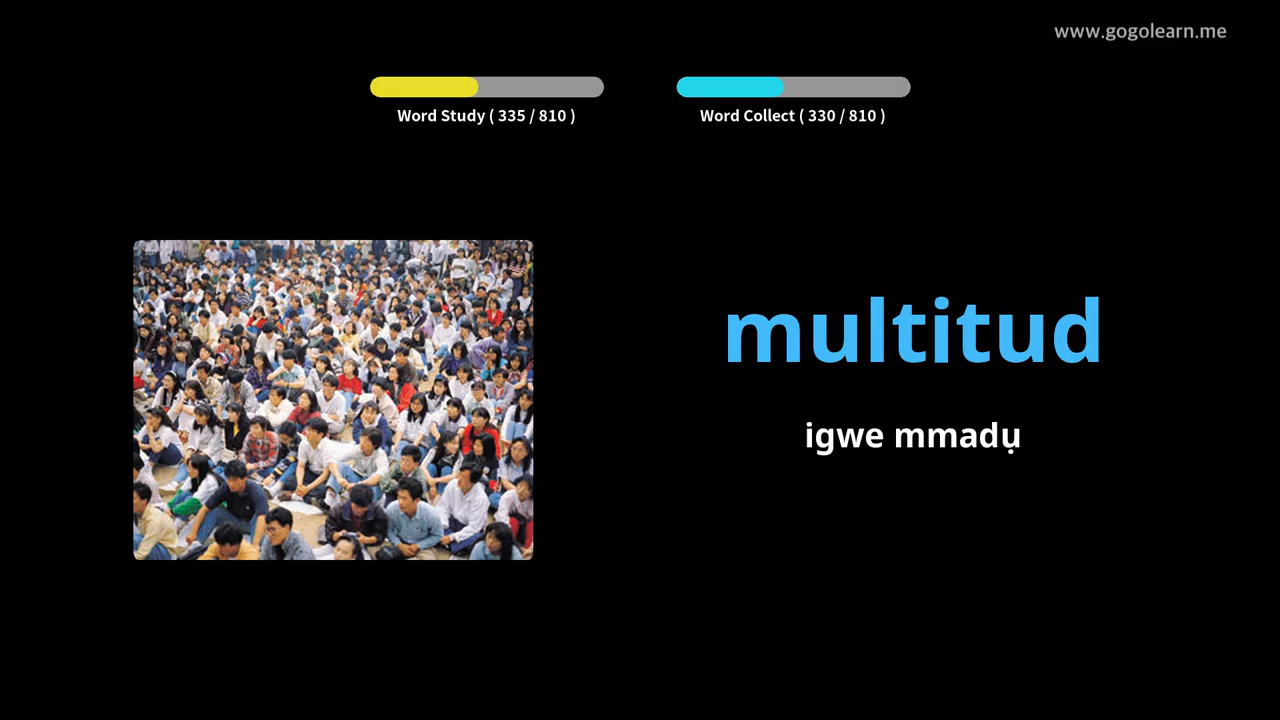 www.gogolearn.me
Word Study ( 335 / 810 )
Word Collect ( 330 / 810 )
multitud
igwe mmadụ